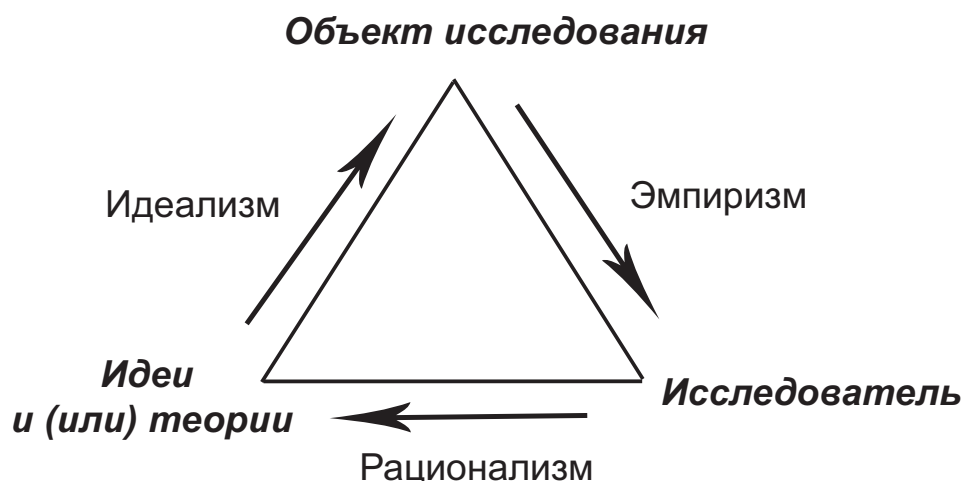 Объект исследования
Идеализм
Эмпиризм
Идеи
и (или) теории
Исследователь
Рационализм